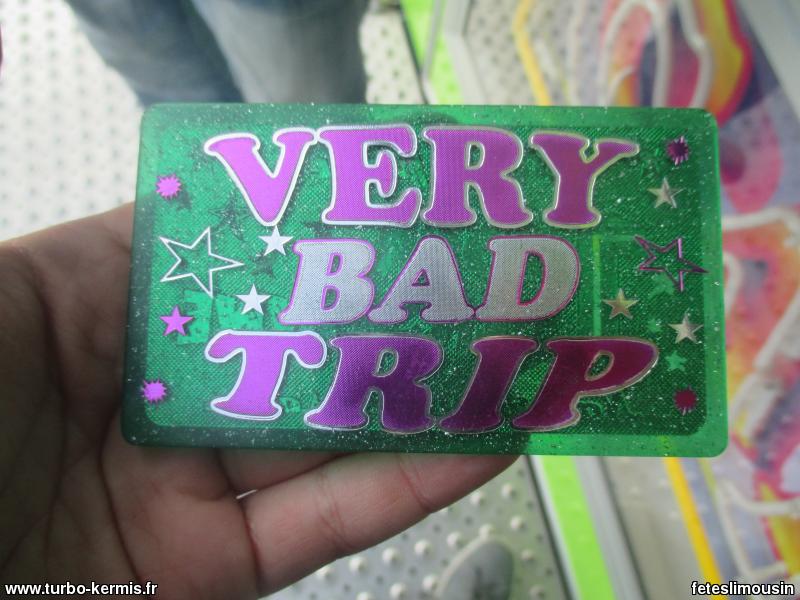 VERY
BAD
TRIP
www.turbo-kermis.fr
feteslimousin